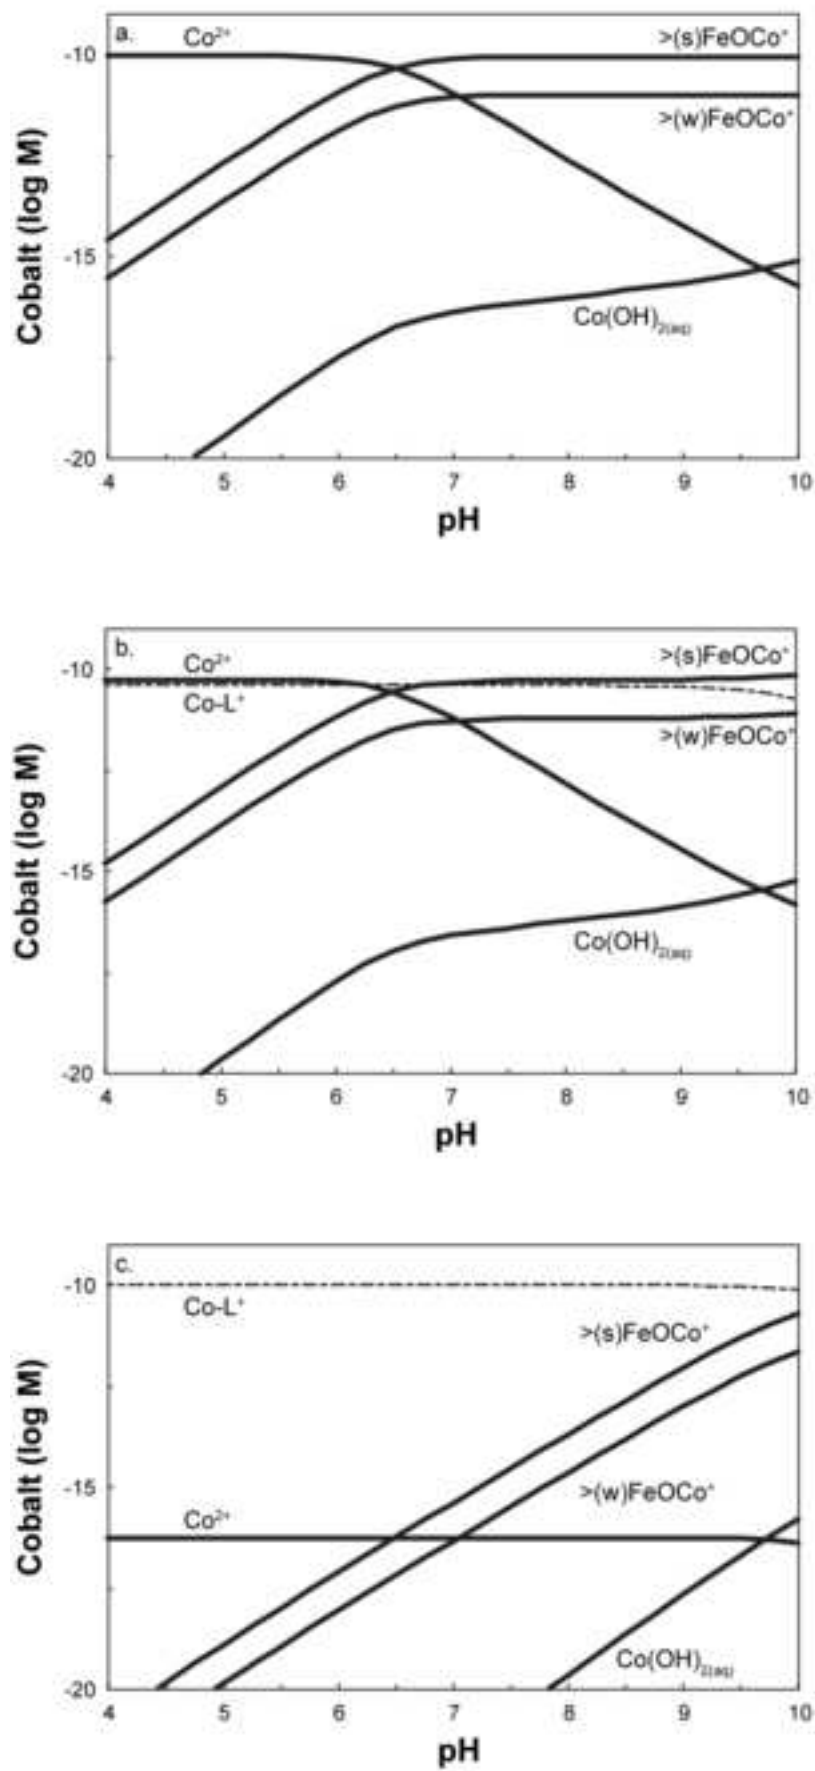 a.
Co²⁺
>(s)FeOCo⁺
>(w)FeOCo⁺
Co(OH)₂₍ₐq₎
Cobalt (log M)
-10
-15
-20
4 5 6 7 8 9 10
pH
b.
Co²⁺
Co-L⁺
>(s)FeOCo⁺
>(w)FeOCo⁺
Co(OH)₂₍ₐq₎
Cobalt (log M)
-10
-15
-20
4 5 6 7 8 9 10
pH
c.
Co-L⁺
>(s)FeOCo⁺
>(w)FeOCo⁺
Co²⁺
Co(OH)₂₍ₐq₎
Cobalt (log M)
-10
-15
-20
4 5 6 7 8 9 10
pH